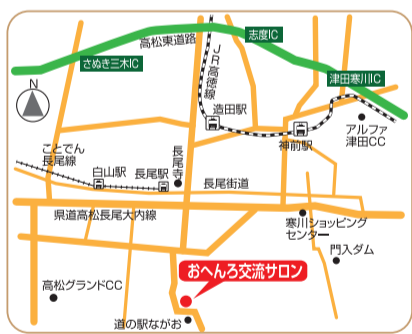 志度IC
高松東道路
さぬき三木IC
JR高徳線
津田寒川IC
N
造田駅
アルファ
津田CC
神前駅
ことでん
長尾線
長尾寺
白山駅
長尾駅
長尾街道
県道高松長尾大内線
寒川ショッピング
センター
門入ダム
おへんろ交流サロン
高松グランドCC
道の駅ながお